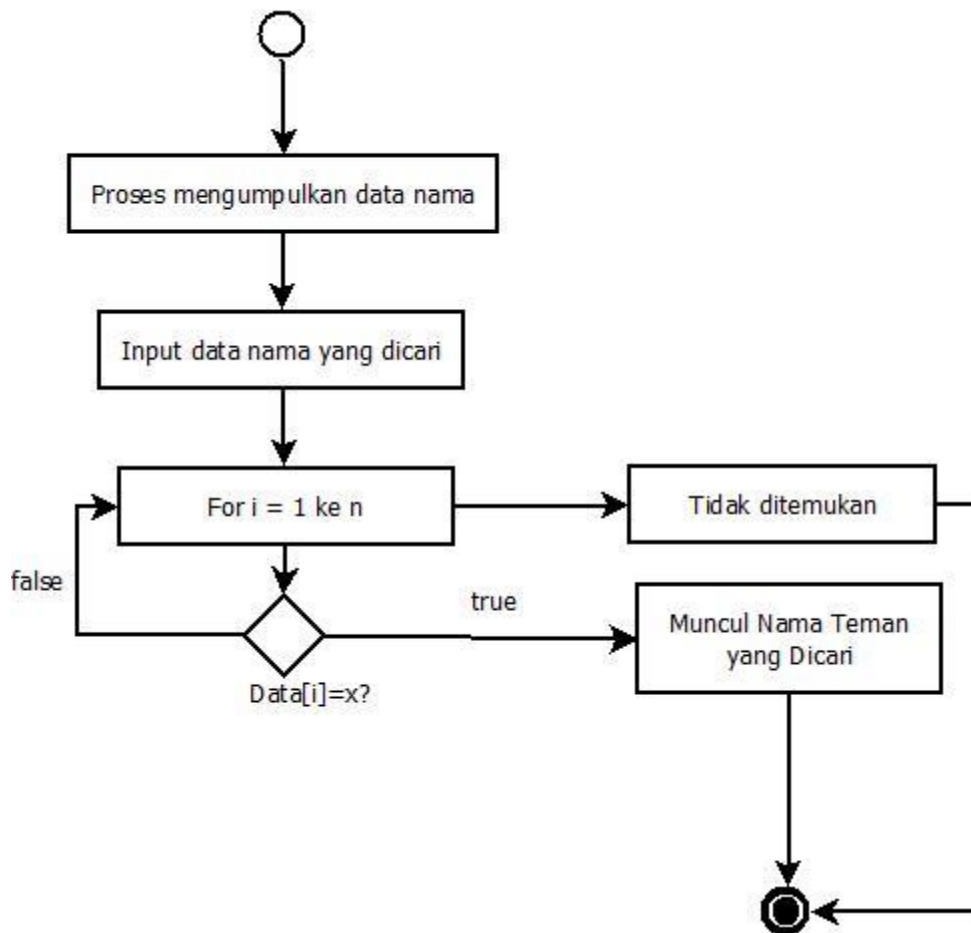 Proses mengumpulkan data nama
Input data nama yang dicari
For i = 1 ke n
Tidak ditemukan
false
true
Muncul Nama Teman
yang Dicari
Data[i]=x?